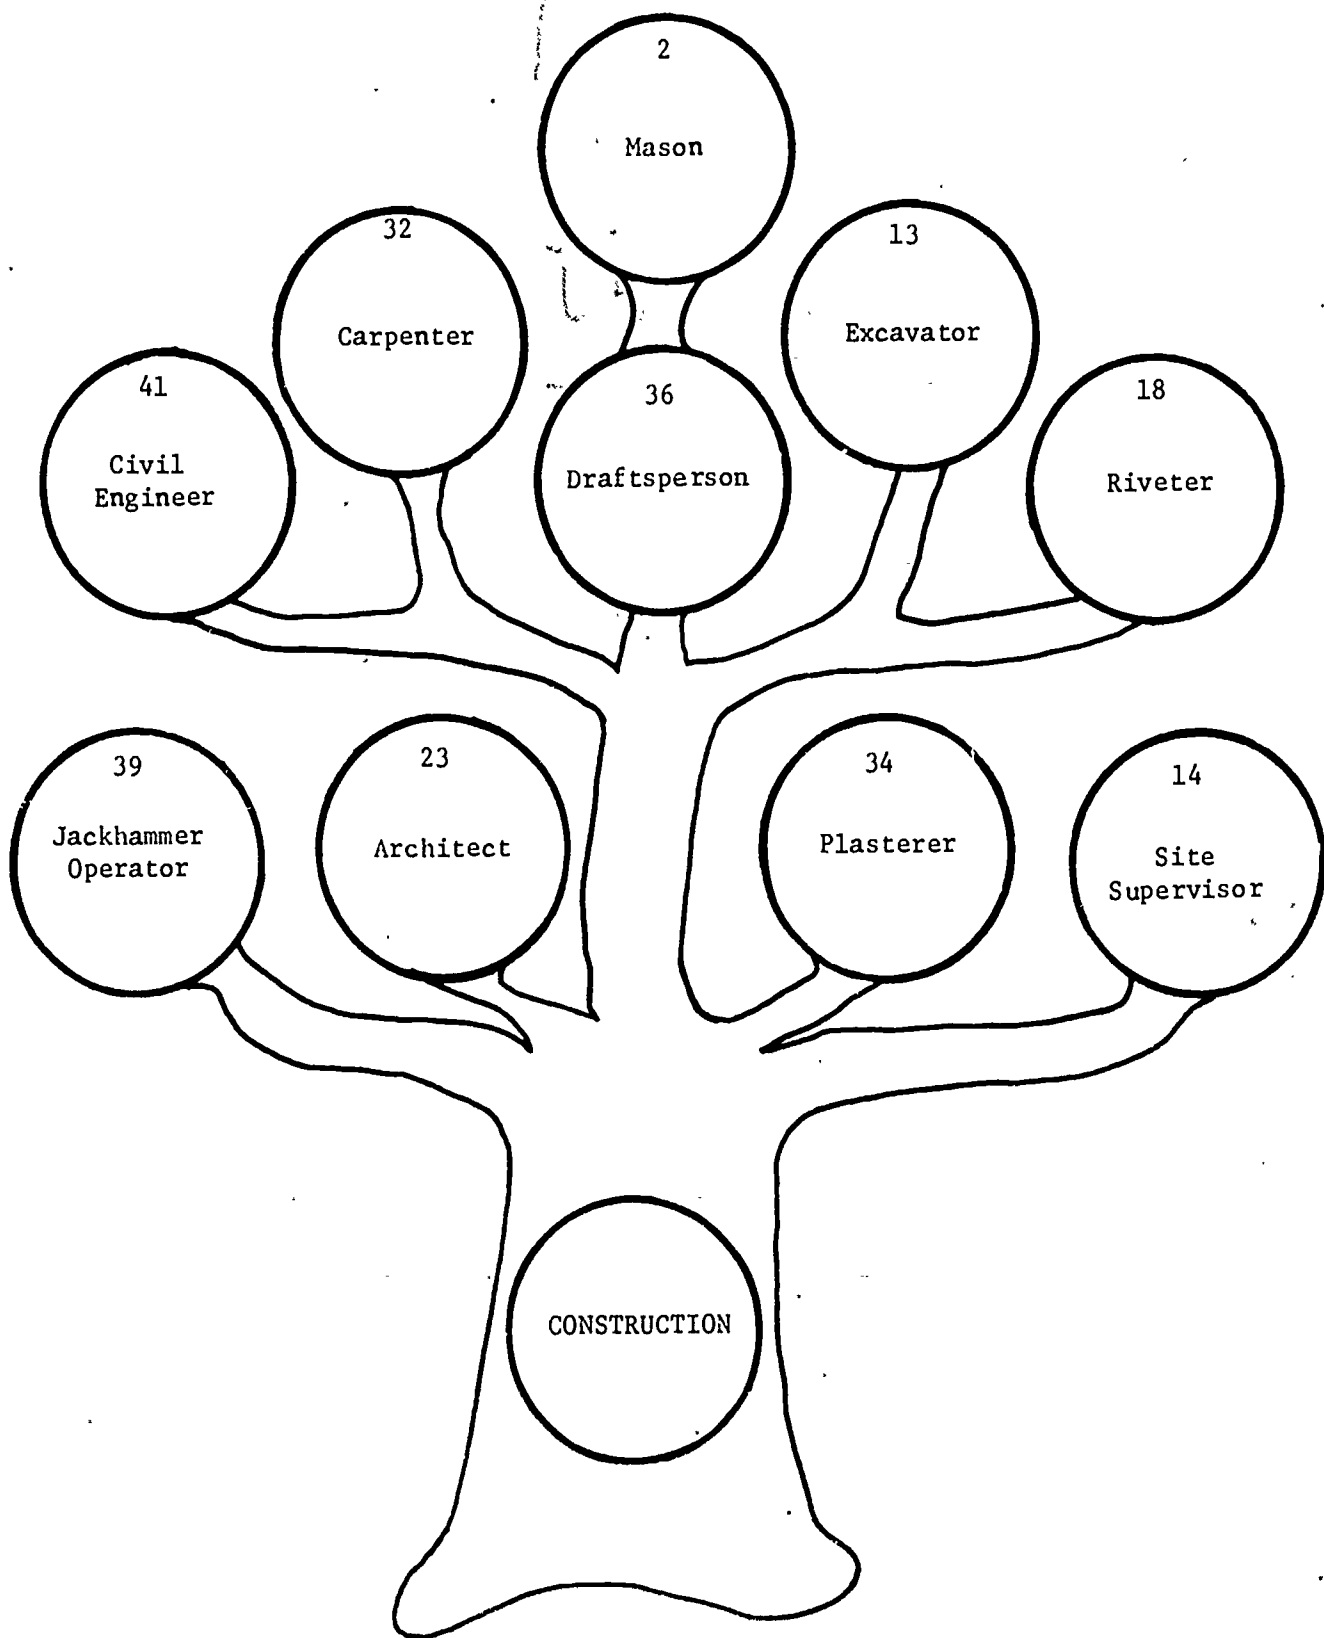 2
Mason
32
Carpenter
13
Excavator
41
Civil
Engineer
36
Draftsperson
18
Riveter
39
Jackhammer
Operator
23
Architect
34
Plasterer
14
Site
Supervisor
CONSTRUCTION